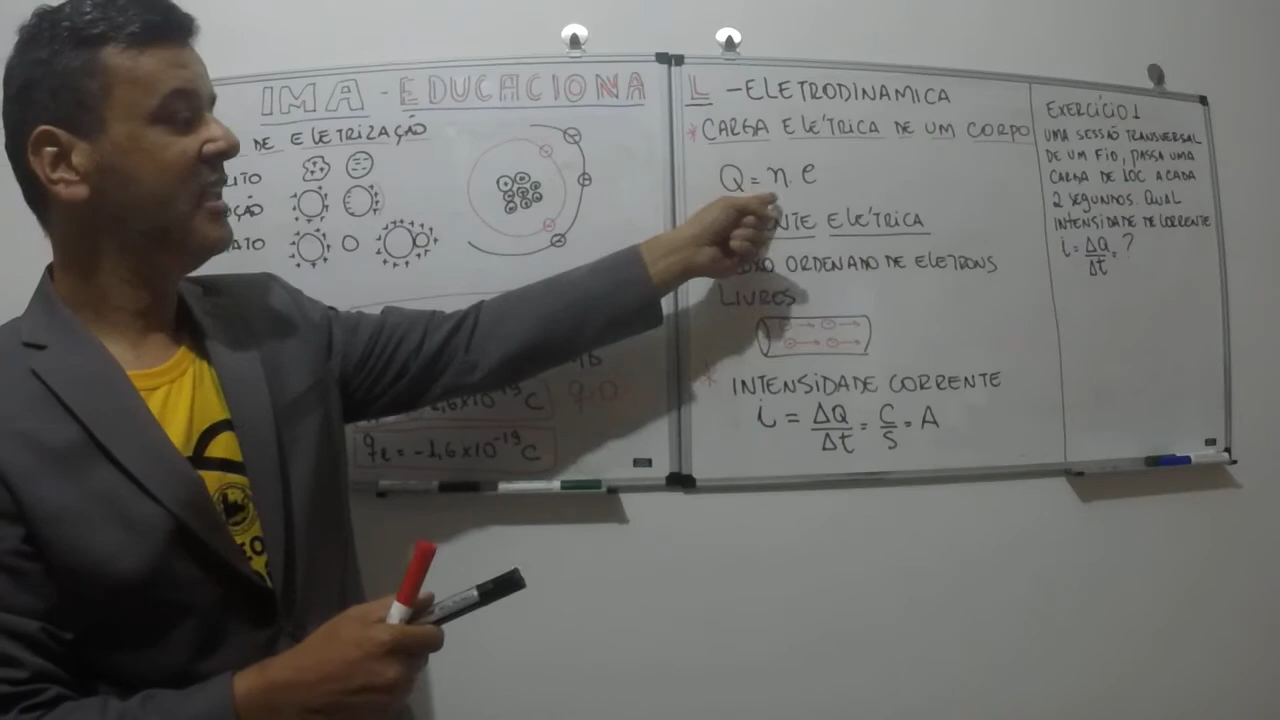 IMA - EDUCACIONA
DE ELETRIZAÇÃO
q e = -1,6x10⁻¹⁹ C
L - ELETRODINAMICA
* CARGA ELÉTRICA DE UM CORPO
Q = n . e
ELÉTRICA
ORDENADO DE ELETRONS
LIVRES
* INTENSIDADE CORRENTE
i = ΔQ/Δt = C/S = A
EXERCÍCIO 1
UMA SESSÃO TRANSVERSAL
DE UM FIO, PASSA UMA
CARGA DE 10C A CADA
2 SEGUNDOS. QUAL
INTENSIDADE DE CORRENTE
i = ΔQ/Δt = ?